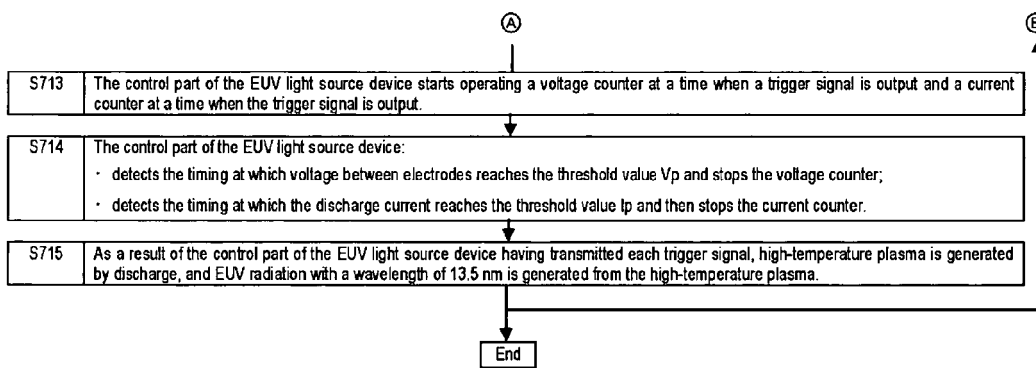 A
B
S713 The control part of the EUV light source device starts operating a voltage counter at a time when a trigger signal is output and a current
counter at a time when the trigger signal is output.
S714 The control part of the EUV light source device:
· detects the timing at which voltage between electrodes reaches the threshold value Vp and stops the voltage counter;
· detects the timing at which the discharge current reaches the threshold value Ip and then stops the current counter.
S715 As a result of the control part of the EUV light source device having transmitted each trigger signal, high-temperature plasma is generated
by discharge, and EUV radiation with a wavelength of 13.5 nm is generated from the high-temperature plasma.
End